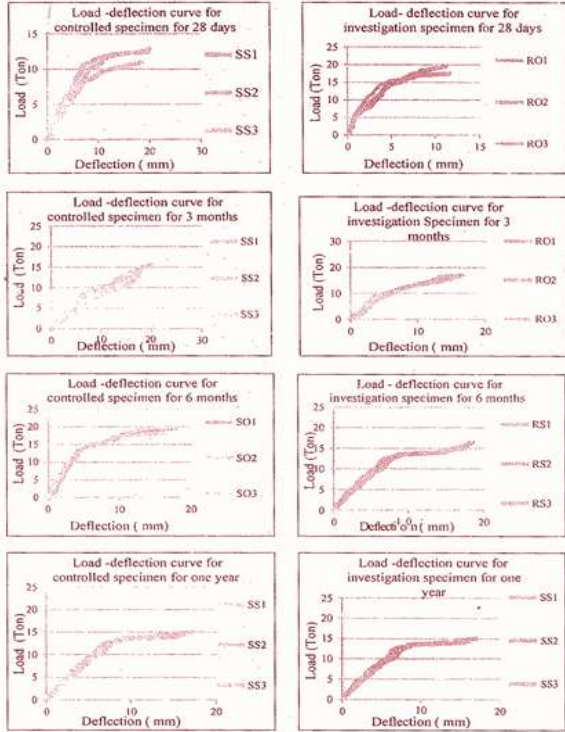 Load -deflection curve for
controlled specimen for 28 days
15
10
5
0
Load (Ton)
0 10 20 30
Deflection ( mm)
SS1
SS2
SS3
Load- deflection curve for
investigation specimen for 28 days
25
20
15
10
5
0
Load (Ton)
0 5 10 15
Deflection ( mm)
RO1
RO2
RO3
Load -deflection curve for
controlled specimen for 3 months
25
20
15
10
5
0
Load (Ton)
0 10 20 30
Deflection ( mm)
SS1
SS2
SS3
Load -deflection curve for
investigation Specimen for 3
months
30
20
10
0
Load (Ton)
0 10 20
Deflection ( mm)
RO1
RO2
RO3
Load -deflection curve for
controlled specimen for 6 months
25
20
15
10
5
0
Load (Ton)
0 10 20
Deflection ( mm)
SO1
SO2
SO3
Load - deflection curve for
investigation specimen for 6 months
25
20
15
10
5
0
Load (Ton)
0 10 20
Deflecti o n ( mm)
RS1
RS2
RS3
Load -deflection curve for
controlled specimen for one year
25
20
15
10
5
0
Load (Ton)
0 10 20
Deflection ( mm)
SS1
SS2
SS3
Load -deflection curve for
investigation specimen for one
year
25
20
15
10
5
0
Load (Ton)
0 10 20
Deflection ( mm)
SS1
SS2
SS3